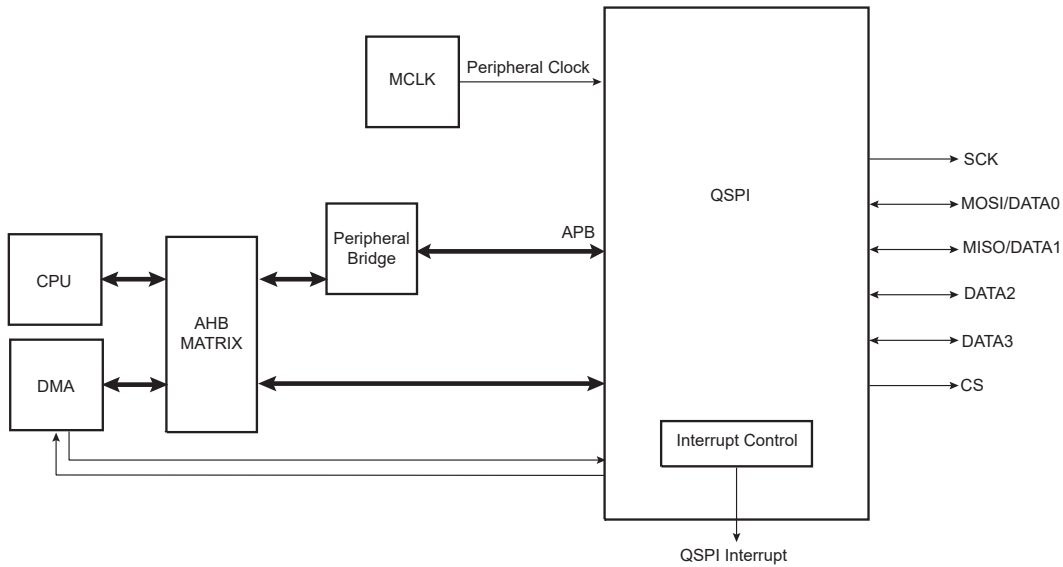 MCLK
Peripheral Clock
QSPI
SCK
MOSI/DATA0
MISO/DATA1
DATA2
DATA3
CS
Peripheral
Bridge
APB
CPU
AHB
MATRIX
DMA
Interrupt Control
QSPI Interrupt